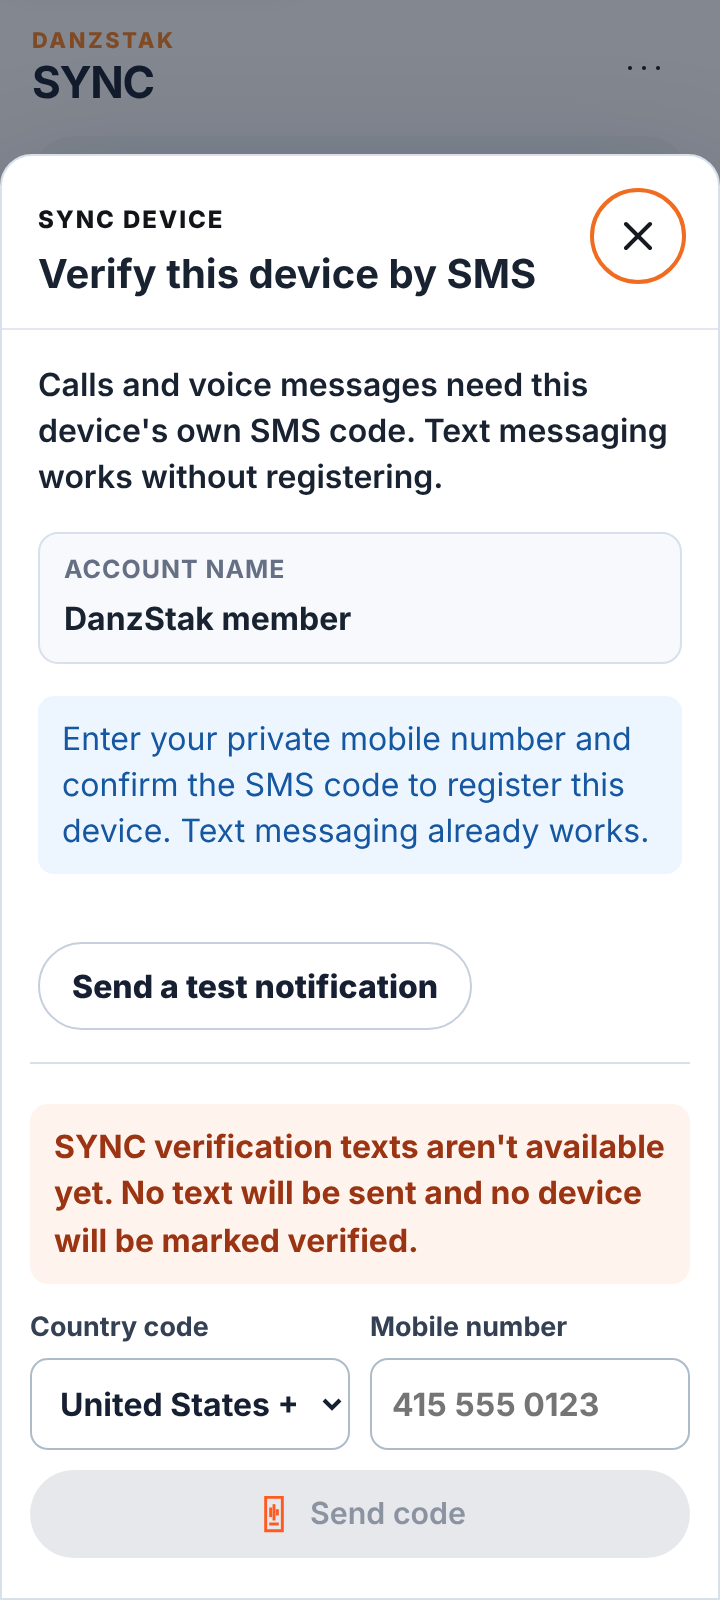 DANZSTAK
SYNC
...
SYNC DEVICE
Verify this device by SMS
Calls and voice messages need this
device's own SMS code. Text messaging
works without registering.
ACCOUNT NAME
DanzStak member
Enter your private mobile number and
confirm the SMS code to register this
device. Text messaging already works.
Send a test notification
SYNC verification texts aren't available
yet. No text will be sent and no device
will be marked verified.
Country code
Mobile number
United States +
415 555 0123
Send code